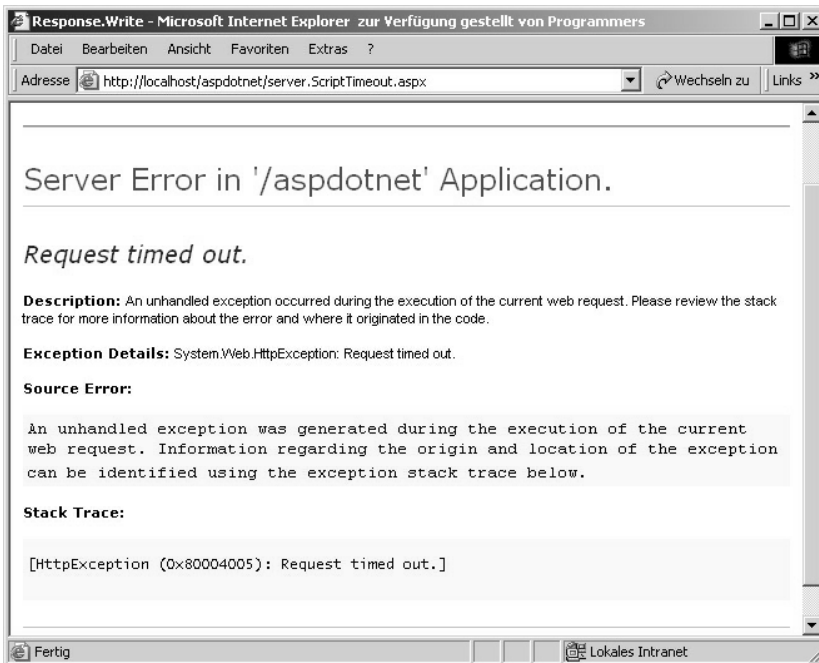 Response.Write - Microsoft Internet Explorer zur Verfügung gestellt von Programmers
Datei Bearbeiten Ansicht Favoriten Extras ?
Adresse http://localhost/aspdotnet/server.ScriptTimeout.aspx Wechseln zu Links »
Server Error in '/aspdotnet' Application.
Request timed out.
Description: An unhandled exception occurred during the execution of the current web request. Please review the stack
trace for more information about the error and where it originated in the code.
Exception Details: System.Web.HttpException: Request timed out.
Source Error:
An unhandled exception was generated during the execution of the current
web request. Information regarding the origin and location of the exception
can be identified using the exception stack trace below.
Stack Trace:
[HttpException (0x80004005): Request timed out.]
Fertig Lokales Intranet